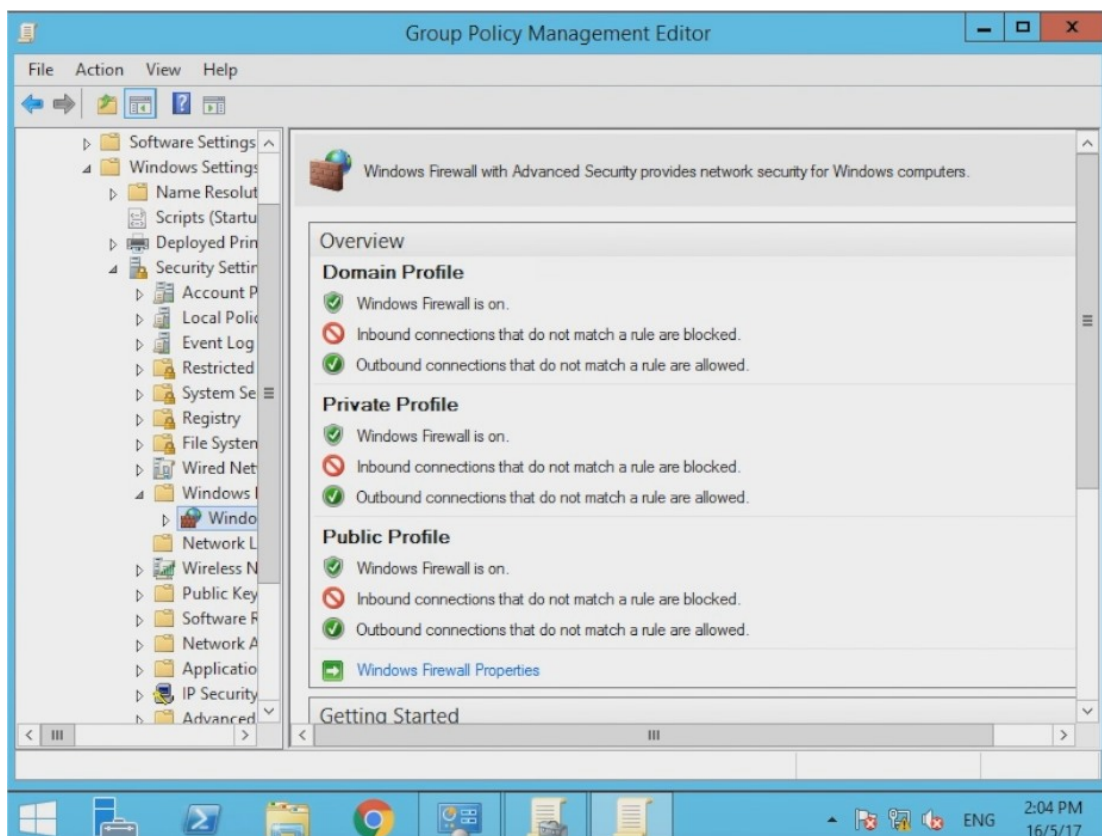 Group Policy Management Editor
File Action View Help
Software Settings
Windows Settings
Name Resolut
Scripts (Startu
Deployed Prin
Security Settin
Account P
Local Polic
Event Log
Restricted
System Se
Registry
File System
Wired Net
Windows F
Windo
Network L
Wireless N
Public Key
Software R
Network A
Applicatio
IP Security
Advanced
Windows Firewall with Advanced Security provides network security for Windows computers.
Overview
Domain Profile
Windows Firewall is on.
Inbound connections that do not match a rule are blocked.
Outbound connections that do not match a rule are allowed.
Private Profile
Windows Firewall is on.
Inbound connections that do not match a rule are blocked.
Outbound connections that do not match a rule are allowed.
Public Profile
Windows Firewall is on.
Inbound connections that do not match a rule are blocked.
Outbound connections that do not match a rule are allowed.
Windows Firewall Properties
Getting Started
ENG
2:04 PM
16/5/17